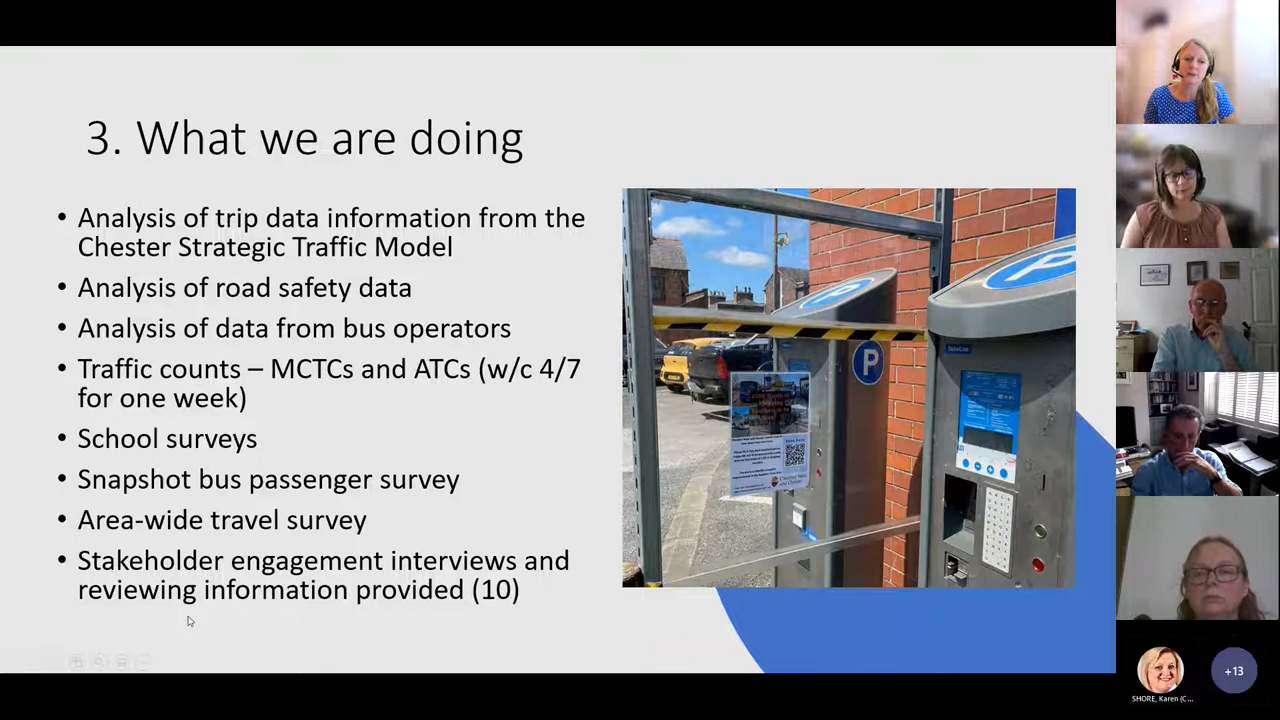 3. What we are doing
• Analysis of trip data information from the
Chester Strategic Traffic Model
• Analysis of road safety data
• Analysis of data from bus operators
• Traffic counts – MCTCs and ATCs (w/c 4/7
for one week)
• School surveys
• Snapshot bus passenger survey
• Area-wide travel survey
• Stakeholder engagement interviews and
reviewing information provided (10)
P
P
SHORE, Karen (C...
+13